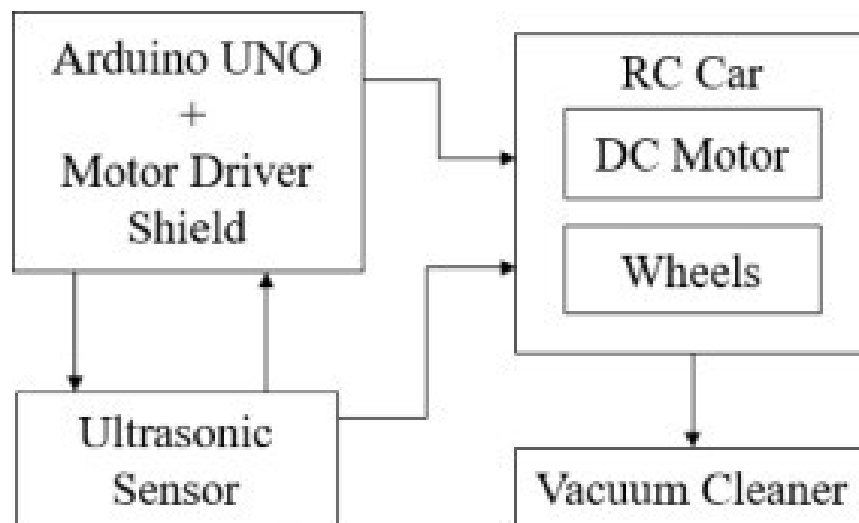 Arduino UNO
+
Motor Driver
Shield
RC Car
DC Motor
Wheels
Ultrasonic
Sensor
Vacuum Cleaner